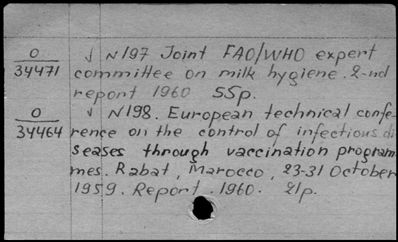 0 ↓ N197 Joint FAO/WHO expert
34471 committee on milk hygiene. 2-nd
report 1960 55p.
0 ↓ N198. European technical confe-
34464 rence on the control of infectious di
seases through vaccination program
mes. Rabat, Marocco, 23-31 October
1959. Report. 1960. 21p.